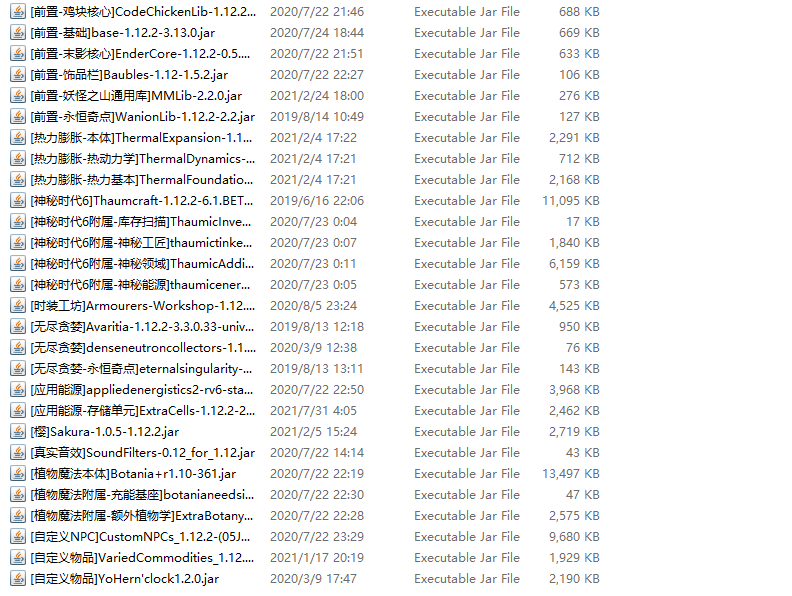 [前置-鸡块核心]CodeChickenLib-1.12.2... 2020/7/22 21:46 Executable Jar File 688 KB
[前置-基础]base-1.12.2-3.13.0.jar 2020/7/24 18:44 Executable Jar File 669 KB
[前置-末影核心]EnderCore-1.12.2-0.5.... 2020/7/22 21:51 Executable Jar File 633 KB
[前置-饰品栏]Baubles-1.12-1.5.2.jar 2020/7/22 22:27 Executable Jar File 106 KB
[前置-妖怪之山通用库]MMLib-2.2.0.jar 2021/2/24 18:00 Executable Jar File 276 KB
[前置-永恒奇点]WanionLib-1.12.2-2.2.jar 2019/8/14 10:49 Executable Jar File 127 KB
[热力膨胀-本体]ThermalExpansion-1.1... 2021/2/4 17:22 Executable Jar File 2,291 KB
[热力膨胀-热动力学]ThermalDynamics-... 2021/2/4 17:21 Executable Jar File 712 KB
[热力膨胀-热力基本]ThermalFoundatio... 2021/2/4 17:21 Executable Jar File 2,168 KB
[神秘时代6]Thaumcraft-1.12.2-6.1.BET... 2019/6/16 22:06 Executable Jar File 11,095 KB
[神秘时代6附属-库存扫描]ThaumicInve... 2020/7/23 0:04 Executable Jar File 17 KB
[神秘时代6附属-神秘工匠]thaumictinke... 2020/7/23 0:07 Executable Jar File 1,840 KB
[神秘时代6附属-神秘领域]ThaumicAddi... 2020/7/23 0:11 Executable Jar File 6,159 KB
[神秘时代6附属-神秘能源]thaumicener... 2020/7/23 0:05 Executable Jar File 573 KB
[时装工坊]Armourers-Workshop-1.12.... 2020/8/5 23:24 Executable Jar File 4,525 KB
[无尽贪婪]Avaritia-1.12.2-3.3.0.33-univ... 2019/8/13 12:18 Executable Jar File 950 KB
[无尽贪婪]denseneutroncollectors-1.1.... 2020/3/9 12:38 Executable Jar File 76 KB
[无尽贪婪-永恒奇点]eternalsingularity-... 2019/8/13 13:11 Executable Jar File 143 KB
[应用能源]appliedenergistics2-rv6-sta... 2020/7/22 22:50 Executable Jar File 3,968 KB
[应用能源-存储单元]ExtraCells-1.12.2-2... 2021/7/31 4:05 Executable Jar File 2,462 KB
[樱]Sakura-1.0.5-1.12.2.jar 2021/2/5 15:24 Executable Jar File 2,719 KB
[真实音效]SoundFilters-0.12_for_1.12.jar 2020/7/22 14:14 Executable Jar File 43 KB
[植物魔法本体]Botania+r1.10-361.jar 2020/7/22 22:19 Executable Jar File 13,497 KB
[植物魔法附属-充能基座]botanianeedsi... 2020/7/22 22:30 Executable Jar File 47 KB
[植物魔法附属-额外植物学]ExtraBotany... 2020/7/22 22:28 Executable Jar File 2,575 KB
[自定义NPC]CustomNPCs_1.12.2-(05J... 2020/7/22 23:29 Executable Jar File 9,680 KB
[自定义物品]VariedCommodities_1.12.... 2021/1/17 20:19 Executable Jar File 1,929 KB
[自定义物品]YoHern'clock1.2.0.jar 2020/3/9 17:47 Executable Jar File 2,190 KB